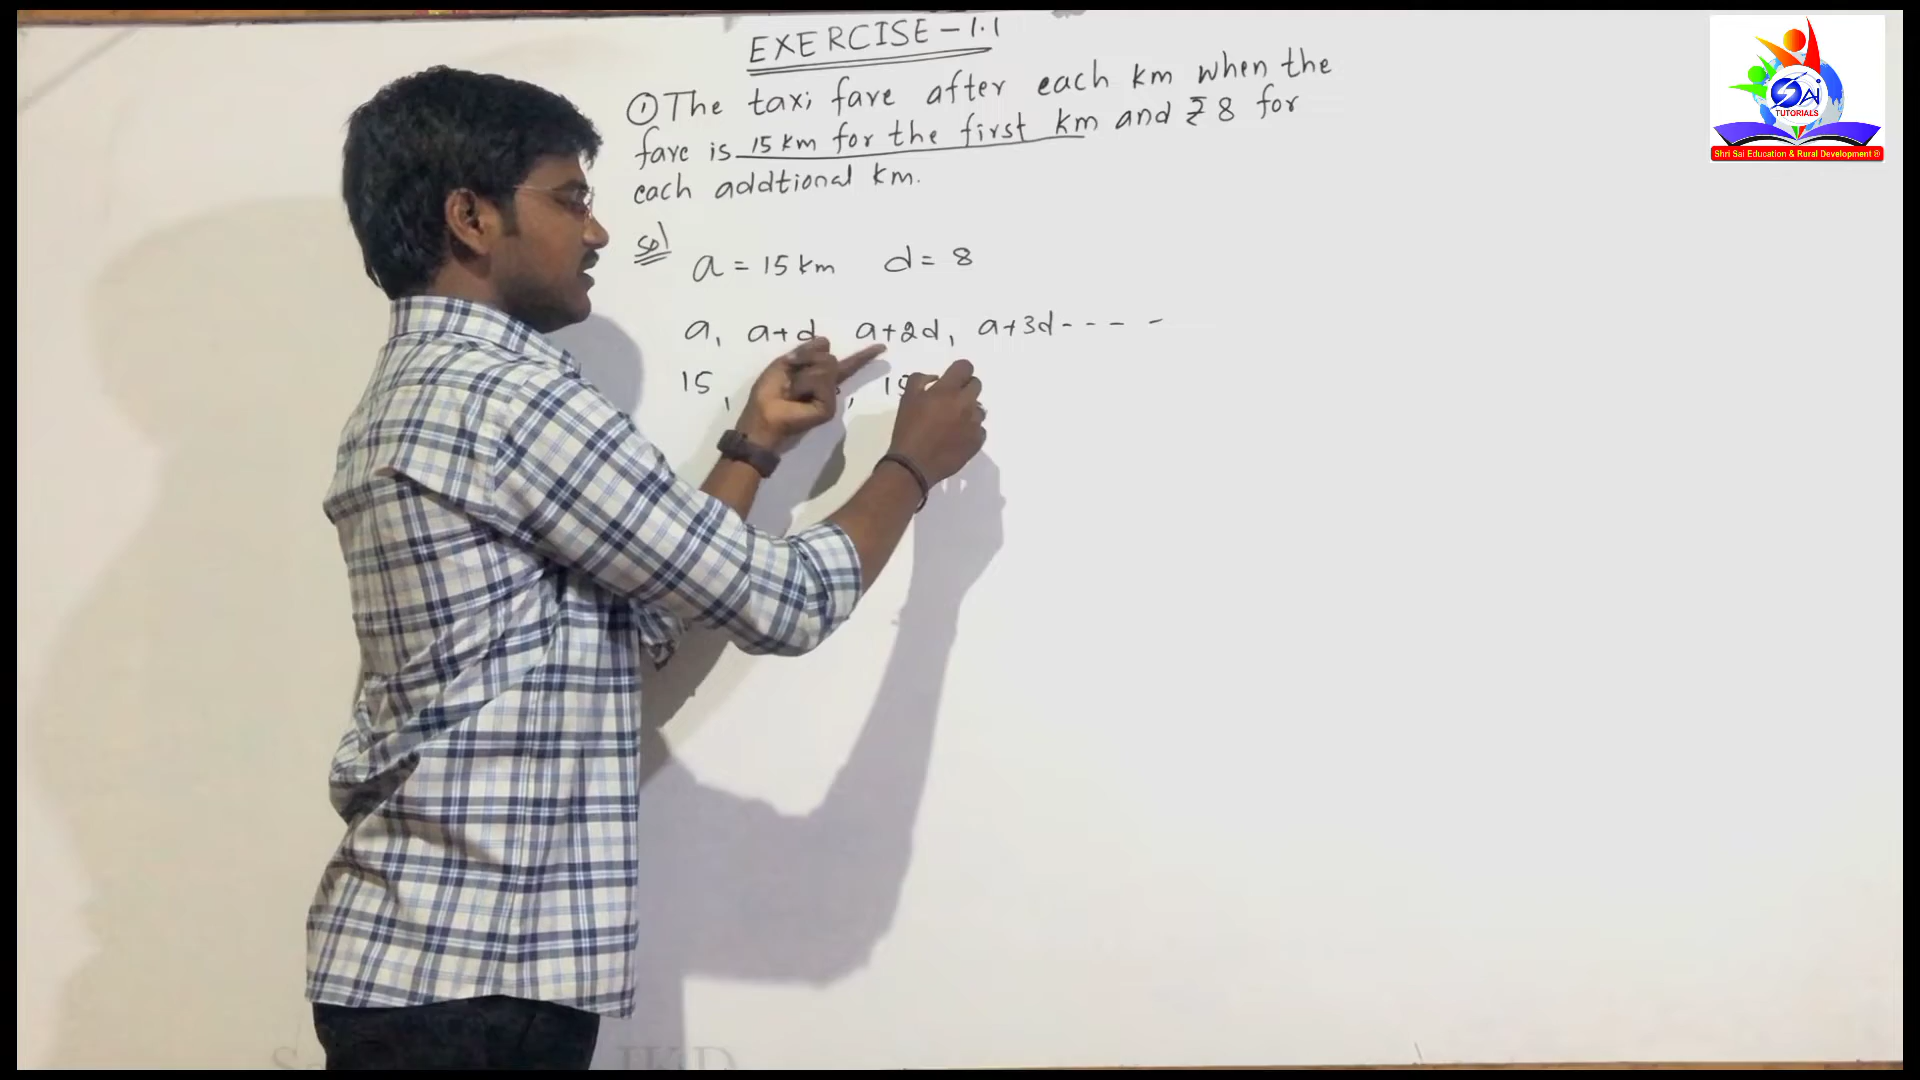 EXERCISE-1.1
① The taxi fare after each km when the
fare is 15 km for the first km and ₹ 8 for
each addtional km.
Sol
a = 15 km d = 8
a, a+d a+2d, a+3d - - - -
15, , 15
SAI
TUTORIALS
Shri Sai Education & Rural Development ®